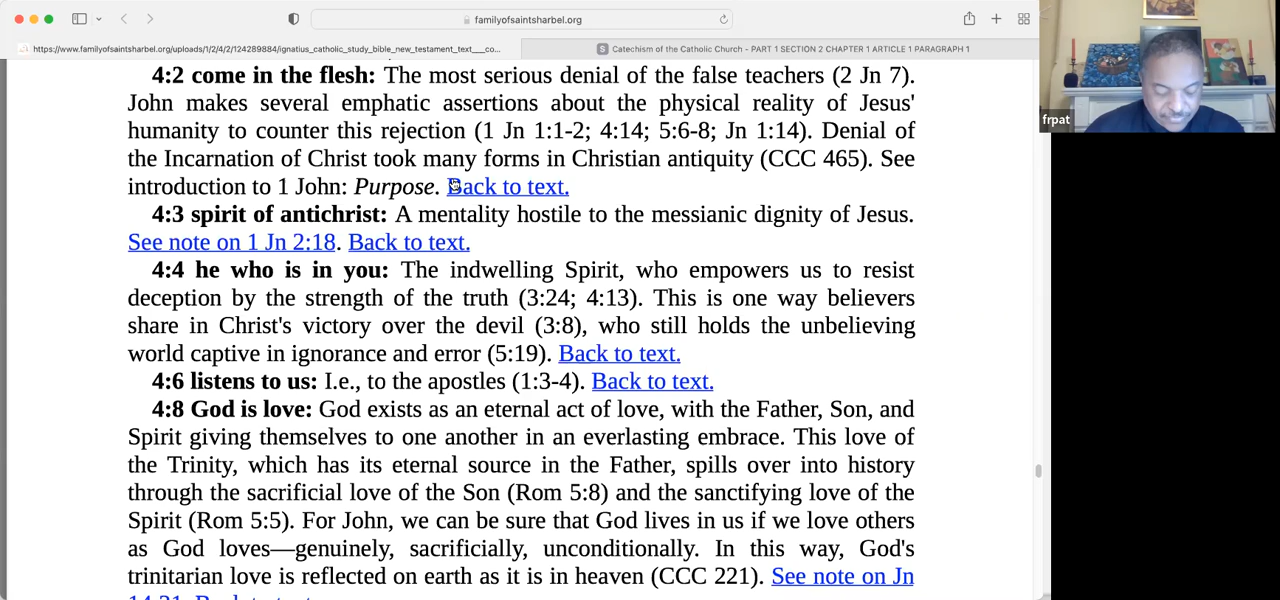 familyofsaintsharbel.org
https://www.familyofsaintsharbel.org/uploads/1/2/4/2/124289884/ignatius_catholic_study_bible_new_testament_text___co...
S Catechism of the Catholic Church - PART 1 SECTION 2 CHAPTER 1 ARTICLE 1 PARAGRAPH 1
frpat
4:2 come in the flesh: The most serious denial of the false teachers (2 Jn 7).
John makes several emphatic assertions about the physical reality of Jesus'
humanity to counter this rejection (1 Jn 1:1-2; 4:14; 5:6-8; Jn 1:14). Denial of
the Incarnation of Christ took many forms in Christian antiquity (CCC 465). See
introduction to 1 John: Purpose. Back to text.
4:3 spirit of antichrist: A mentality hostile to the messianic dignity of Jesus.
See note on 1 Jn 2:18. Back to text.
4:4 he who is in you: The indwelling Spirit, who empowers us to resist
deception by the strength of the truth (3:24; 4:13). This is one way believers
share in Christ's victory over the devil (3:8), who still holds the unbelieving
world captive in ignorance and error (5:19). Back to text.
4:6 listens to us: I.e., to the apostles (1:3-4). Back to text.
4:8 God is love: God exists as an eternal act of love, with the Father, Son, and
Spirit giving themselves to one another in an everlasting embrace. This love of
the Trinity, which has its eternal source in the Father, spills over into history
through the sacrificial love of the Son (Rom 5:8) and the sanctifying love of the
Spirit (Rom 5:5). For John, we can be sure that God lives in us if we love others
as God loves—genuinely, sacrificially, unconditionally. In this way, God's
trinitarian love is reflected on earth as it is in heaven (CCC 221). See note on Jn